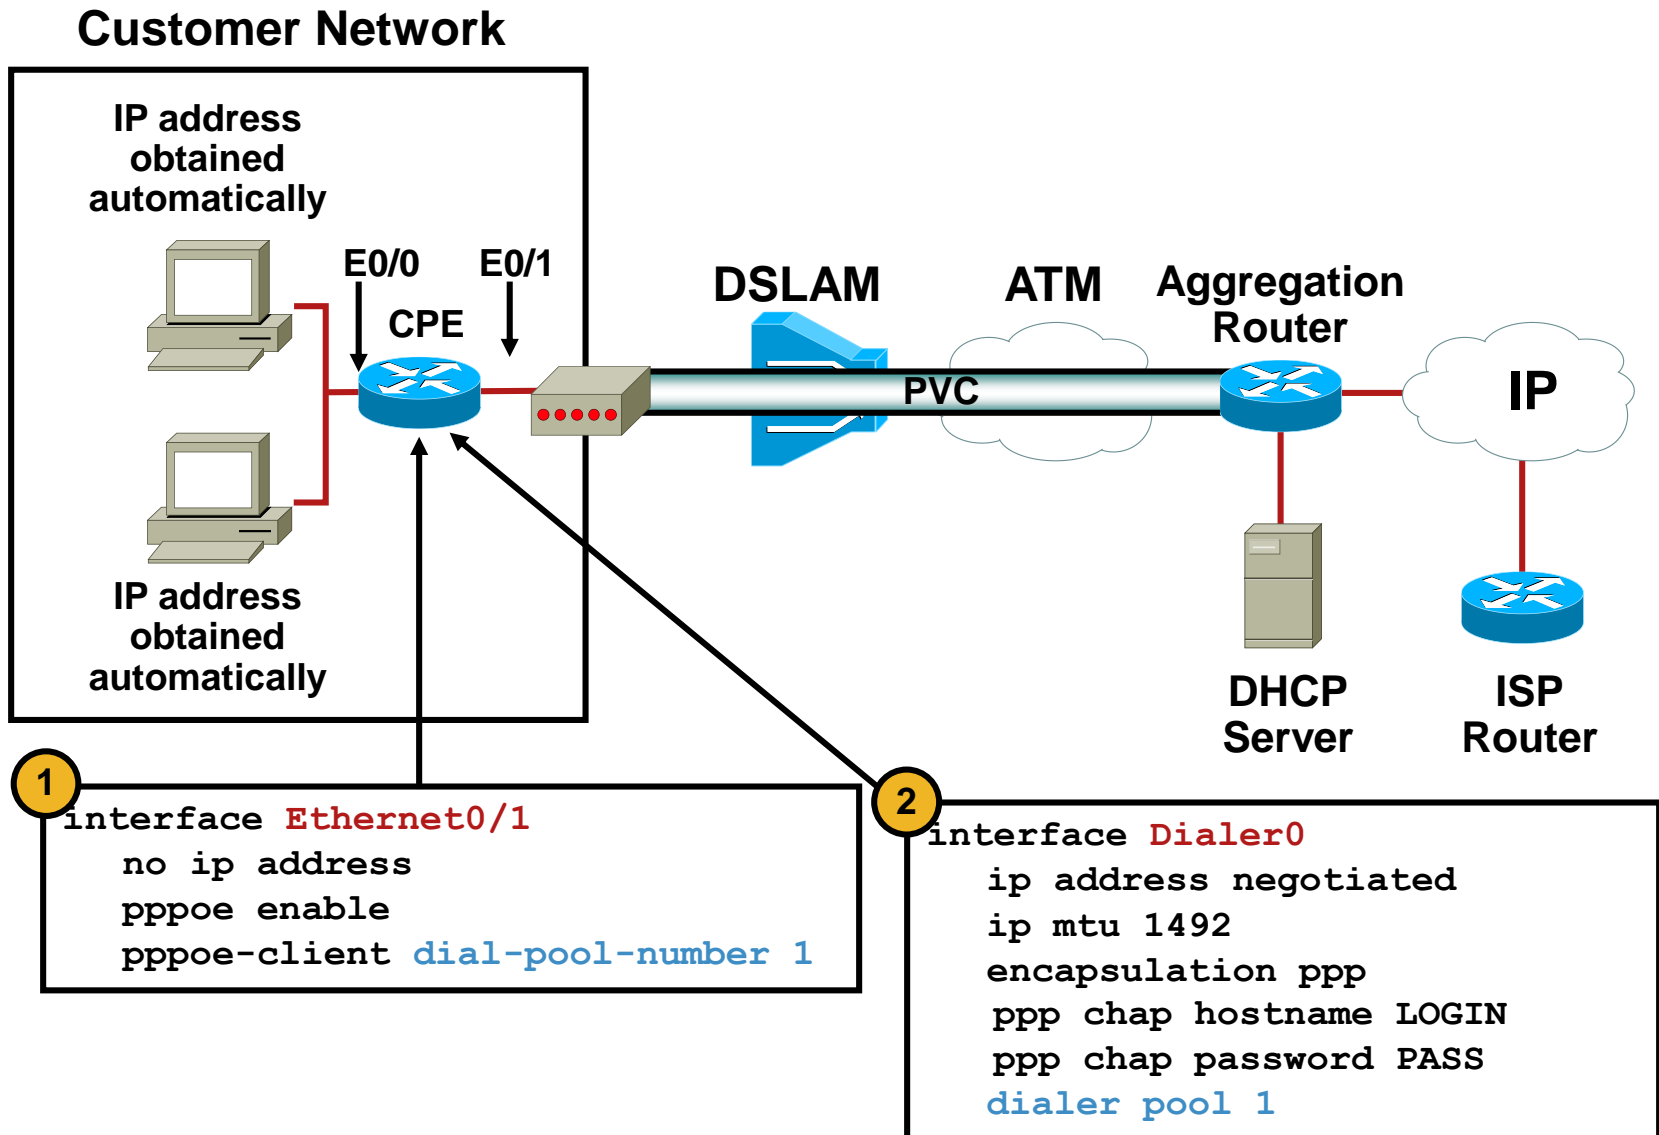 Customer Network
IP address
obtained
automatically
E0/0
E0/1
CPE
DSLAM
ATM
Aggregation
Router
PVC
IP
IP address
obtained
automatically
DHCP
Server
ISP
Router
1
interface Ethernet0/1
no ip address
pppoe enable
pppoe-client dial-pool-number 1
2
interface Dialer0
ip address negotiated
ip mtu 1492
encapsulation ppp
ppp chap hostname LOGIN
ppp chap password PASS
dialer pool 1